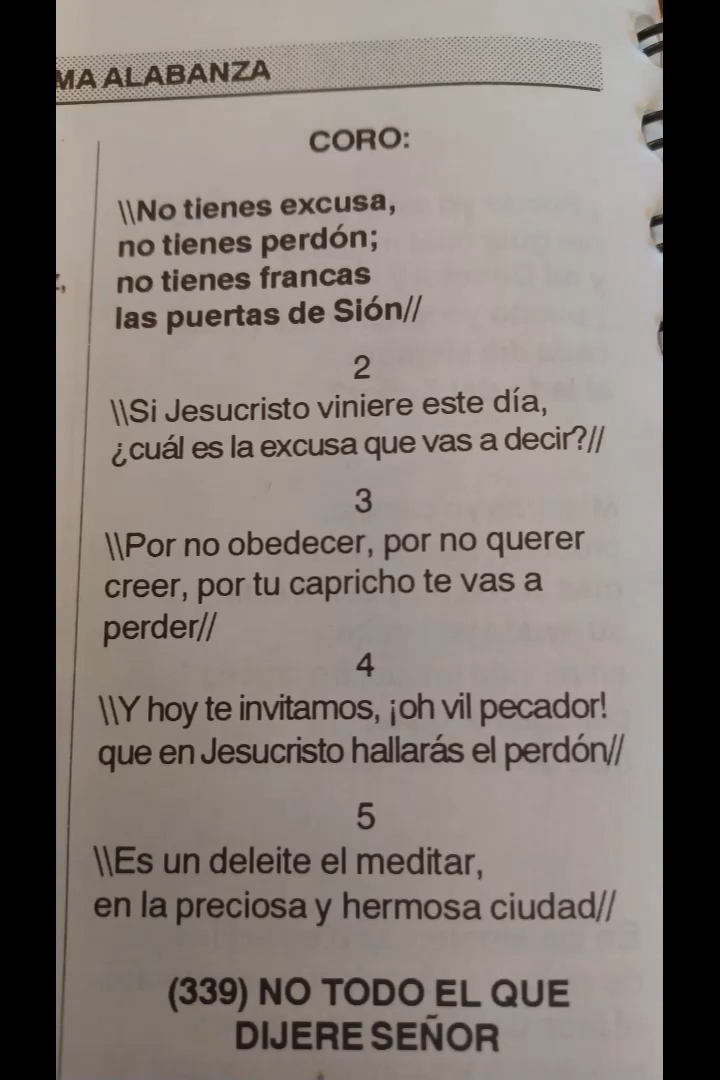 MA ALABANZA
CORO:
\\No tienes excusa,
no tienes perdón;
no tienes francas
las puertas de Sión//
2
\\Si Jesucristo viniere este día,
¿cuál es la excusa que vas a decir?//
3
\\Por no obedecer, por no querer
creer, por tu capricho te vas a
perder//
4
\\Y hoy te invitamos, ¡oh vil pecador!
que en Jesucristo hallarás el perdón//
5
\\Es un deleite el meditar,
en la preciosa y hermosa ciudad//
(339) NO TODO EL QUE
DIJERE SEÑOR